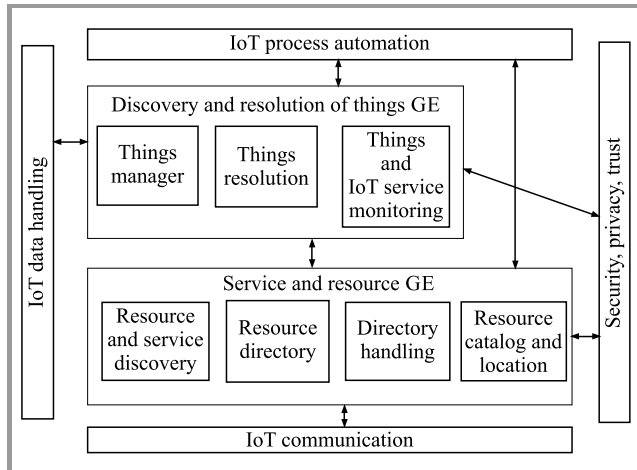 IoT process automation
Discovery and resolution of things GE
Things
manager
Things
resolution
Things
and
IoT service
monitoring
IoT data handling
Security, privacy, trust
Service and resource GE
Resource
and service
discovery
Resource
directory
Directory
handling
Resource
catalog and
location
IoT communication